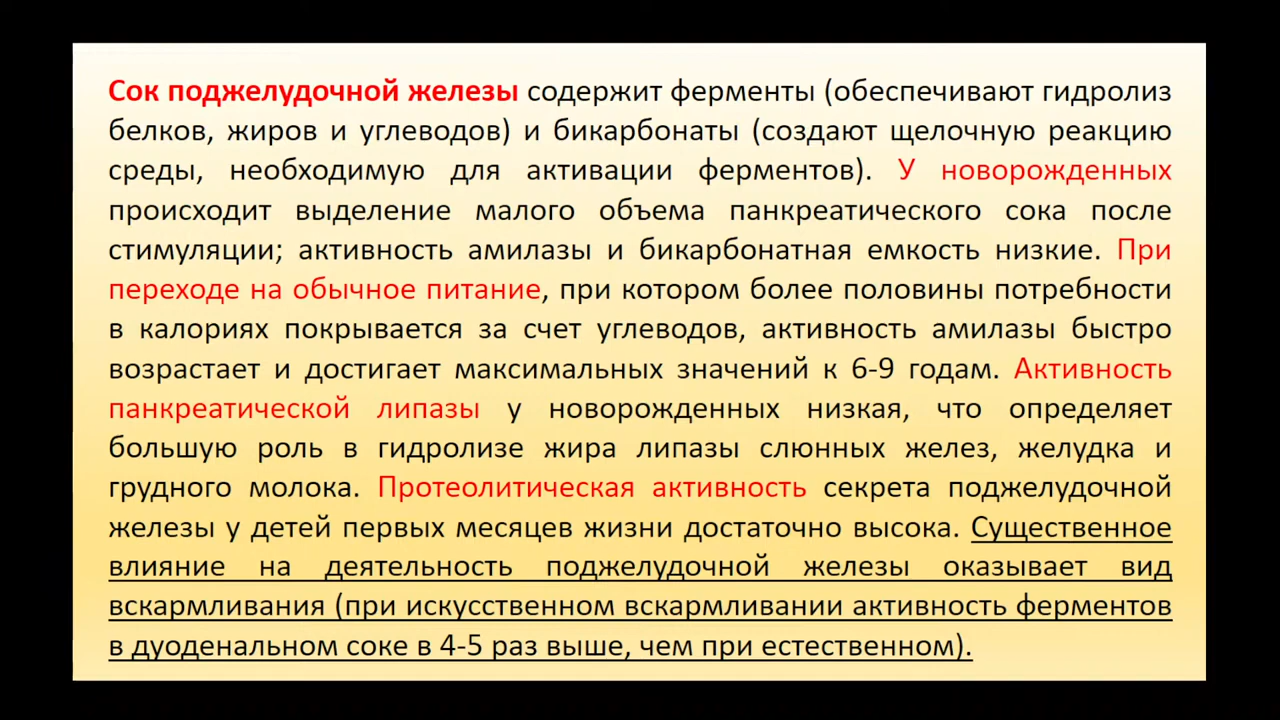 Сок поджелудочной железы содержит ферменты (обеспечивают гидролиз
белков, жиров и углеводов) и бикарбонаты (создают щелочную реакцию
среды, необходимую для активации ферментов). У новорожденных
происходит выделение малого объема панкреатического сока после
стимуляции; активность амилазы и бикарбонатная емкость низкие. При
переходе на обычное питание, при котором более половины потребности
в калориях покрывается за счет углеводов, активность амилазы быстро
возрастает и достигает максимальных значений к 6-9 годам. Активность
панкреатической липазы у новорожденных низкая, что определяет
большую роль в гидролизе жира липазы слюнных желез, желудка и
грудного молока. Протеолитическая активность секрета поджелудочной
железы у детей первых месяцев жизни достаточно высока. Существенное
влияние на деятельность поджелудочной железы оказывает вид
вскармливания (при искусственном вскармливании активность ферментов
в дуоденальном соке в 4-5 раз выше, чем при естественном).